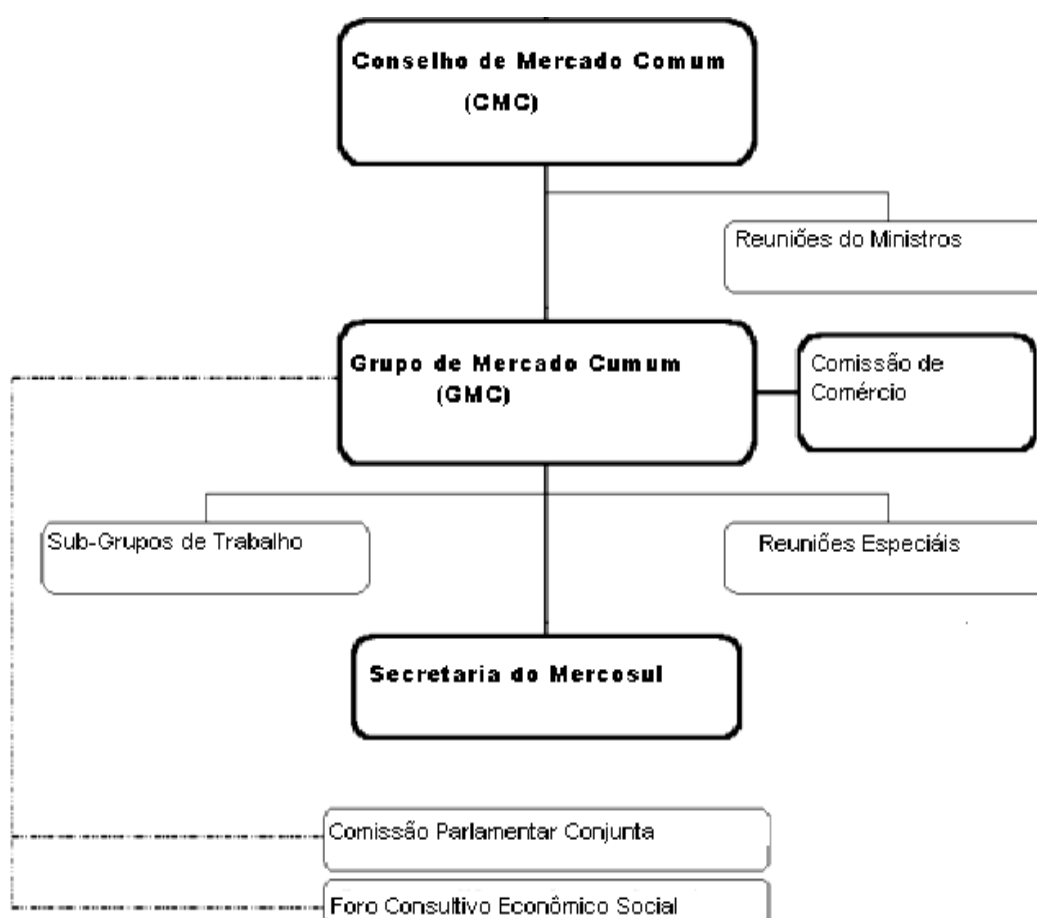 Conselho de Mercado Comum
(CMC)
Reuniões do Ministros
Grupo de Mercado Cumum
(GMC)
Comissão de
Comércio
Sub-Grupos de Trabalho
Reuniões Especiáis
Secretaria do Mercosul
Comissão Parlamentar Conjunta
Foro Consultivo Econômico Social